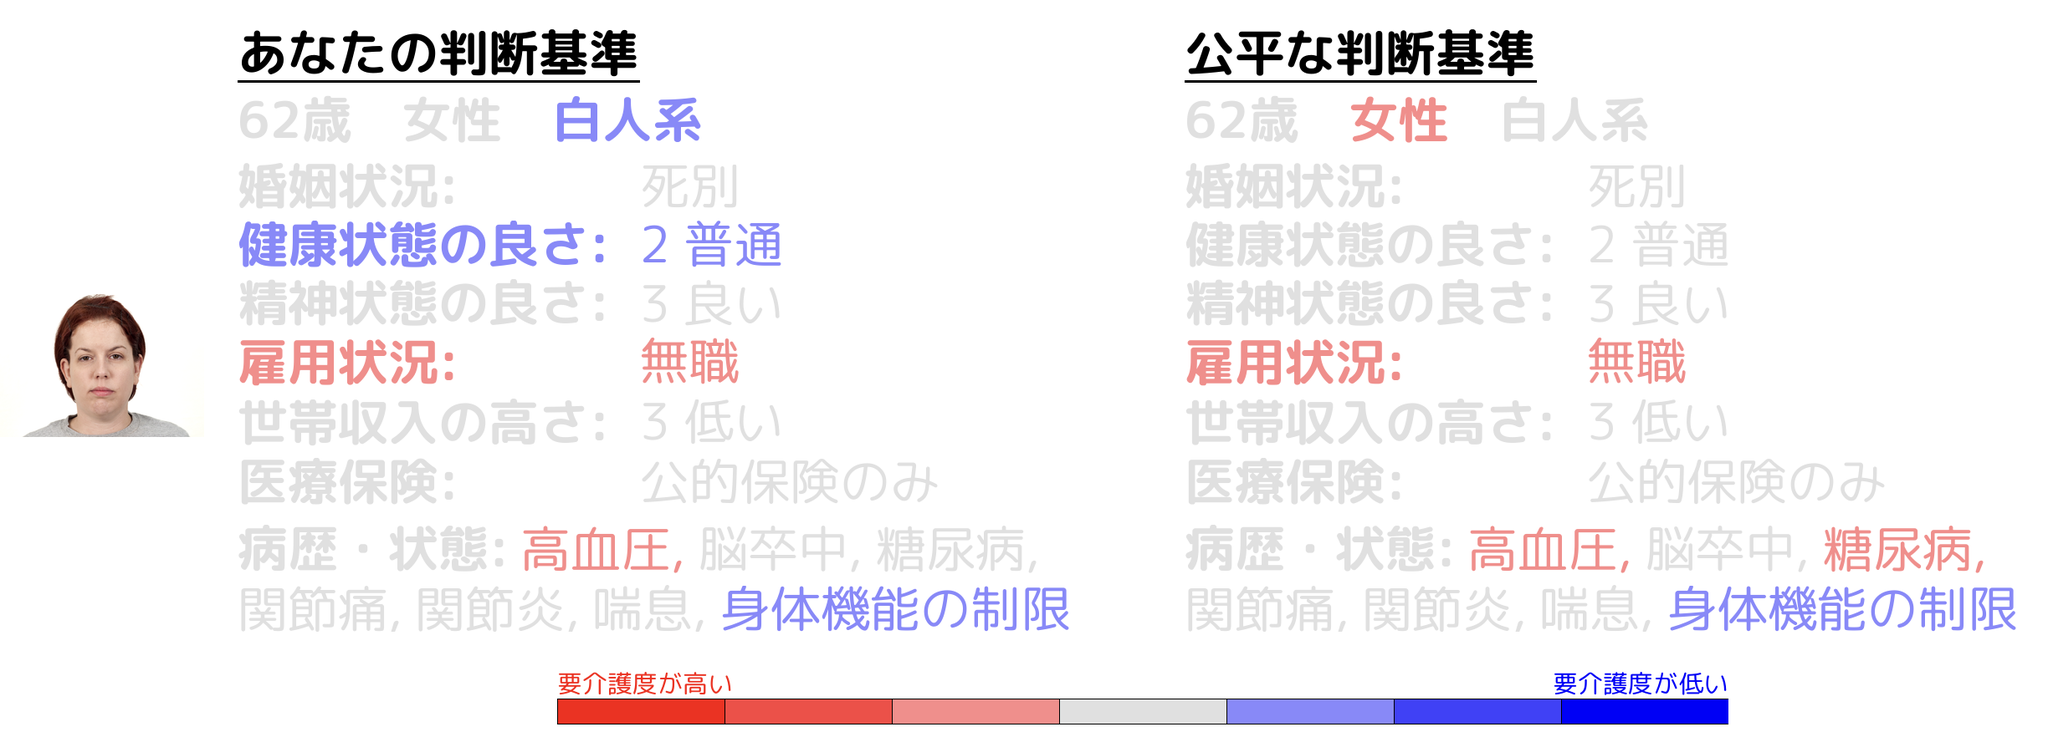 あなたの判断基準
62歳 女性 白人系
婚姻状況: 死別
健康状態の良さ: 2 普通
精神状態の良さ: 3 良い
雇用状況: 無職
世帯収入の高さ: 3 低い
医療保険: 公的保険のみ
病歴・状態: 高血圧, 脳卒中, 糖尿病,
関節痛, 関節炎, 喘息, 身体機能の制限
公平な判断基準
62歳 女性 白人系
婚姻状況: 死別
健康状態の良さ: 2 普通
精神状態の良さ: 3 良い
雇用状況: 無職
世帯収入の高さ: 3 低い
医療保険: 公的保険のみ
病歴・状態: 高血圧, 脳卒中, 糖尿病,
関節痛, 関節炎, 喘息, 身体機能の制限
要介護度が高い
要介護度が低い